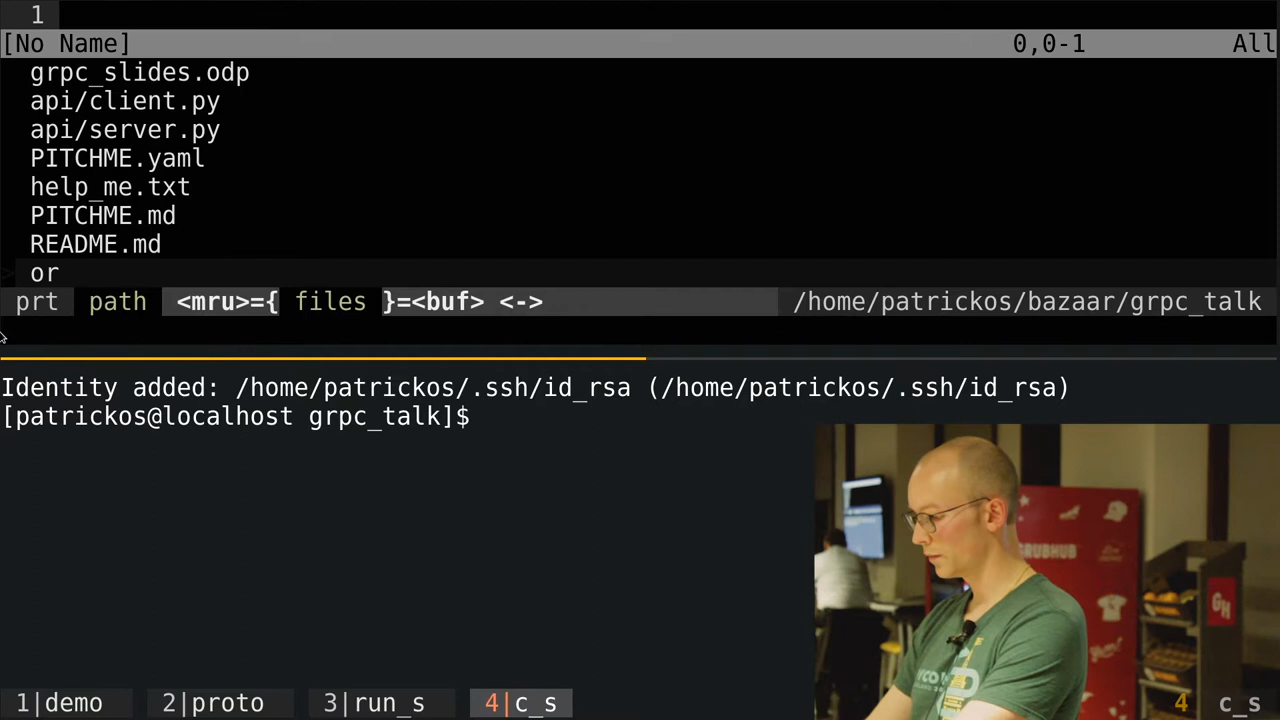 1
[No Name] 0,0-1 All
grpc_slides.odp
api/client.py
api/server.py
PITCHME.yaml
help_me.txt
PITCHME.md
README.md
> or
prt path <mru>={ files }=<buf> <-> /home/patrickos/bazaar/grpc_talk
Identity added: /home/patrickos/.ssh/id_rsa (/home/patrickos/.ssh/id_rsa)
[patrickos@localhost grpc_talk]$
GRUBHUB
GH
1|demo 2|proto 3|run_s 4|c_s 4 c_s